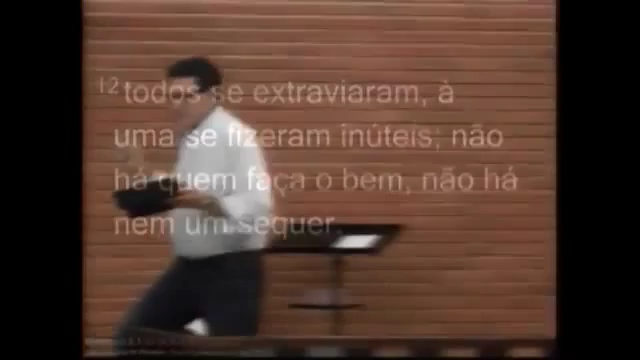 12 todos se extraviaram, à
uma se fizeram inúteis; não
há quem faça o bem, não há
nem um sequer.